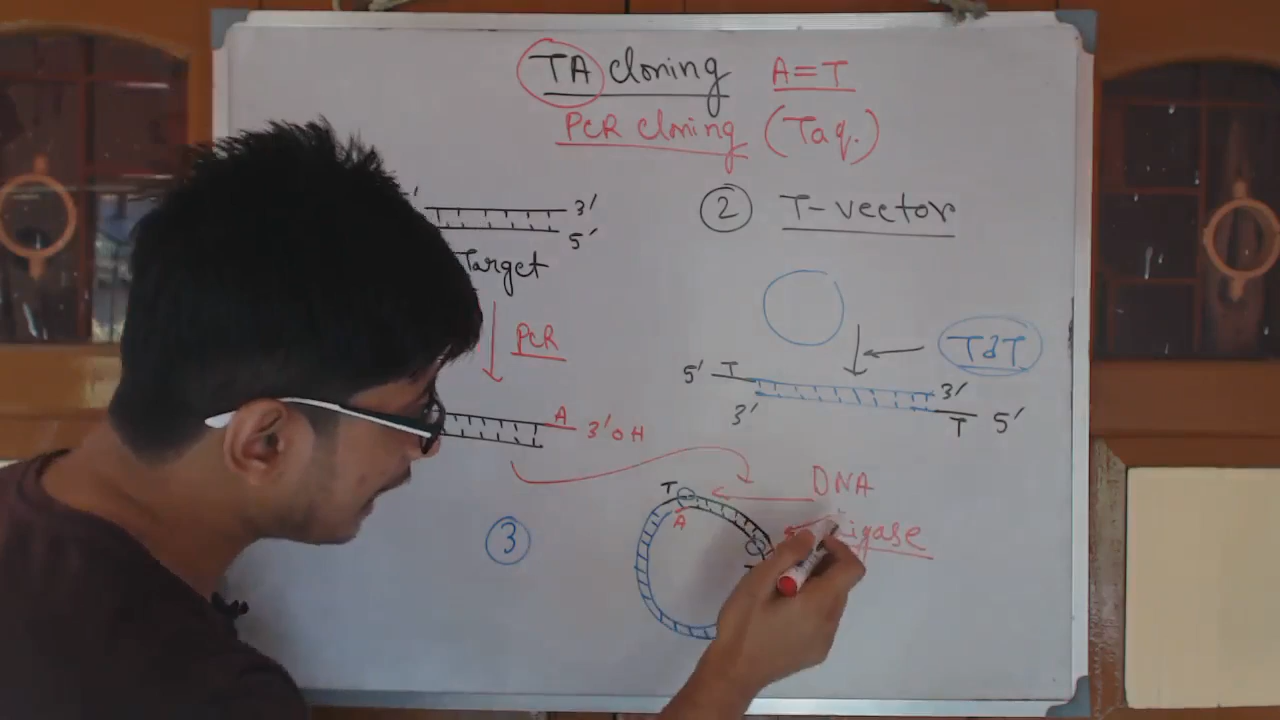 TA cloning A=T
PCR cloning (Taq.)
3'
5'
Target
PCR
A 3'OH
② T-vector
TdT
5' T 3'
3' T 5'
③
T
A
DNA
ligase